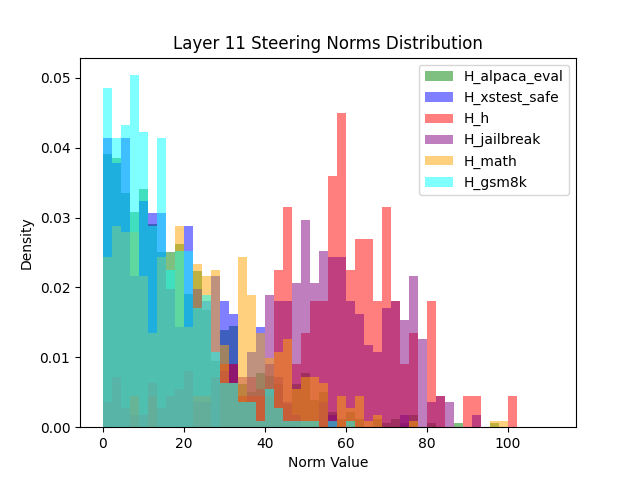 Layer 11 Steering Norms Distribution
H_alpaca_eval
H_xstest_safe
H_h
H_jailbreak
H_math
H_gsm8k
Density
0.05
0.04
0.03
0.02
0.01
0.00
0
20
40
60
80
100
Norm Value